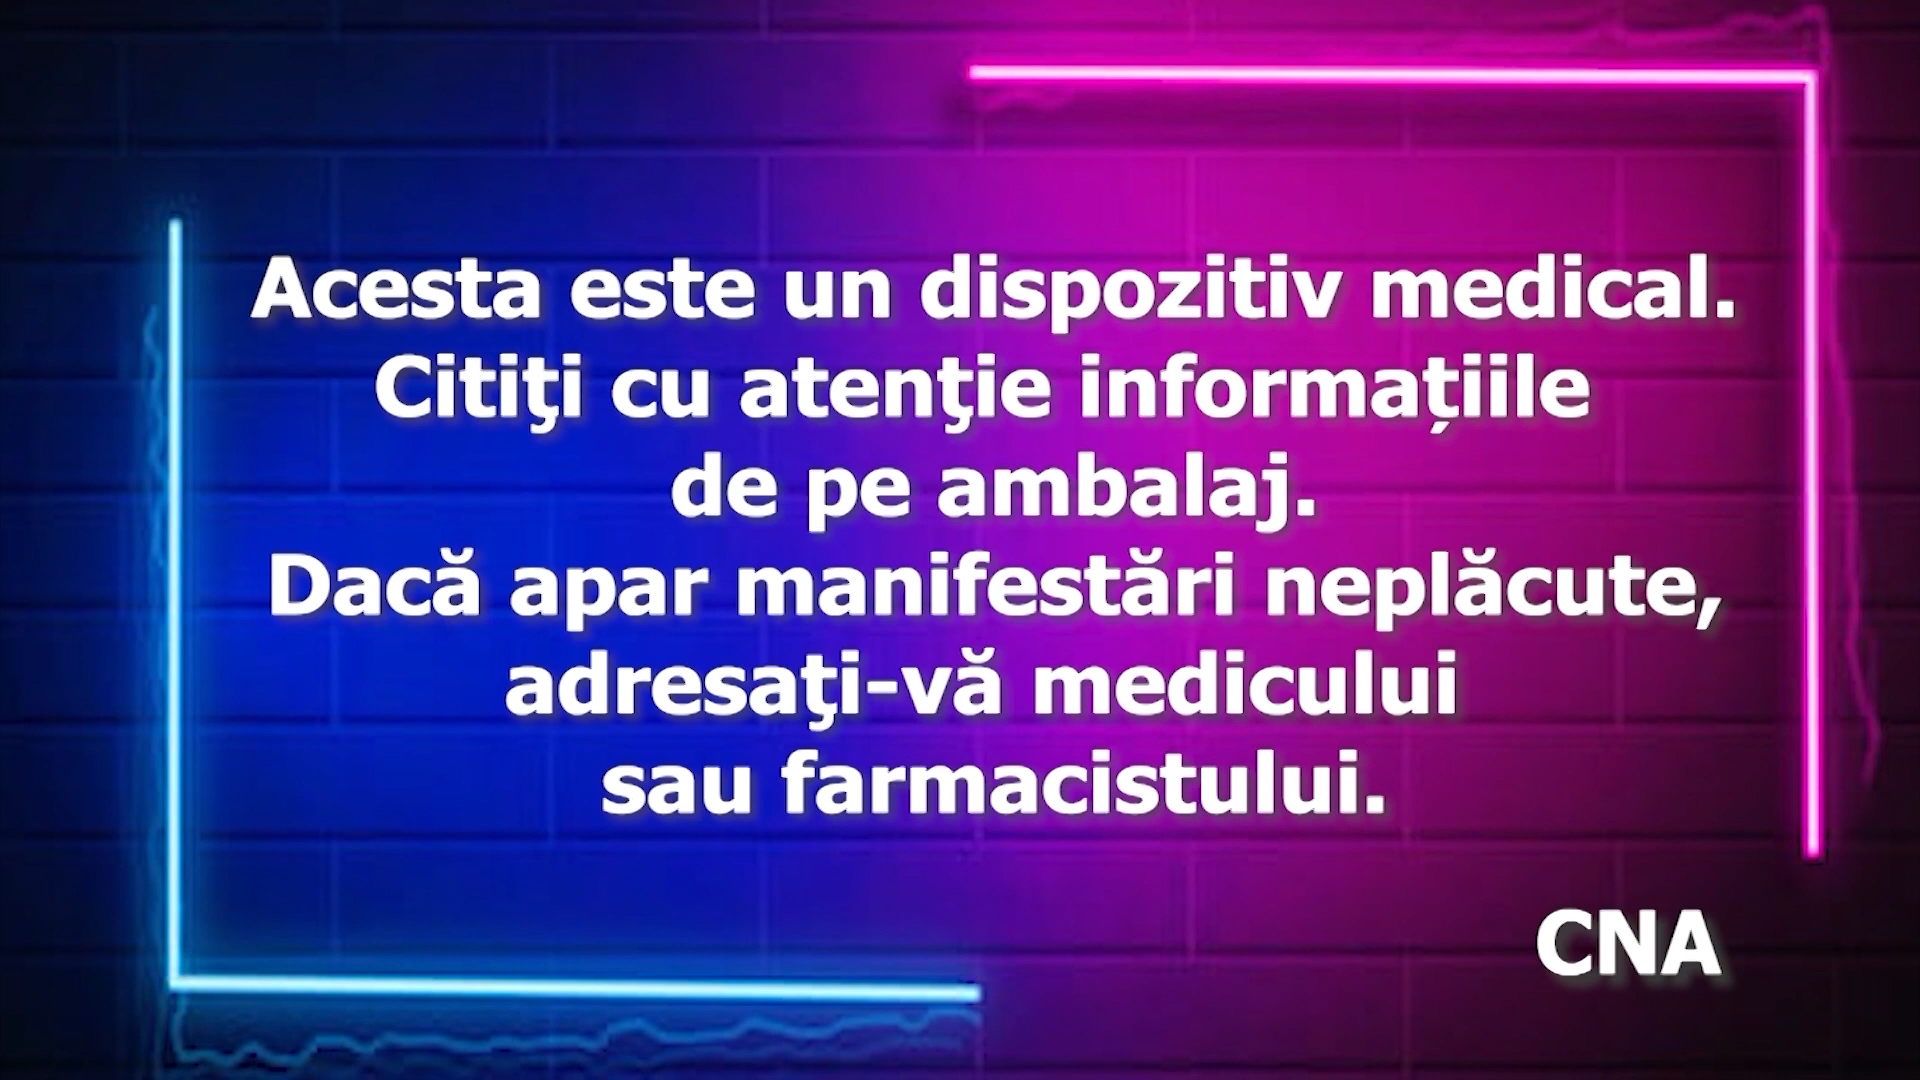 Acesta este un dispozitiv medical.
Citiţi cu atenţie informațiile
de pe ambalaj.
Dacă apar manifestări neplăcute,
adresaţi-vă medicului
sau farmacistului.
CNA